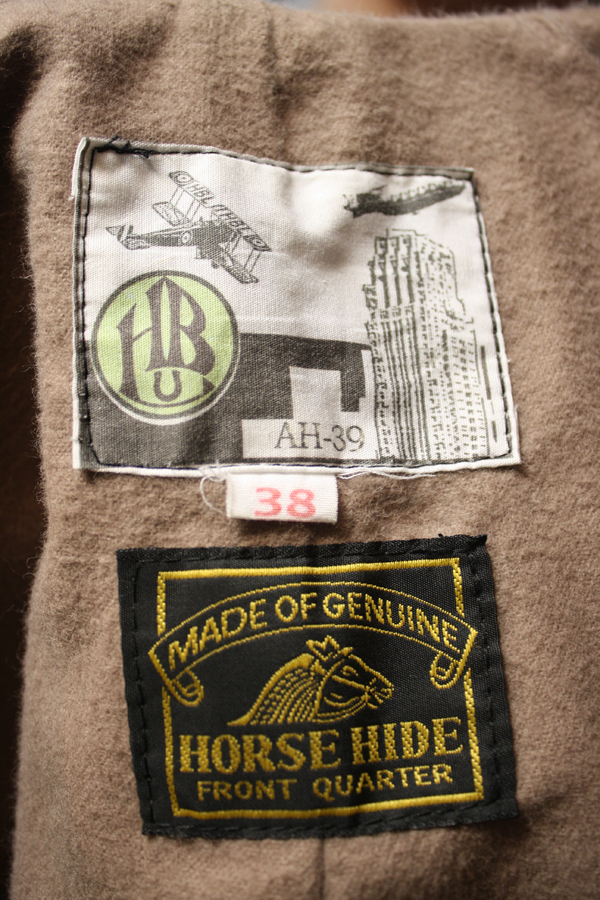 HBU
AH-39
38
MADE OF GENUINE
HORSE HIDE
FRONT QUARTER